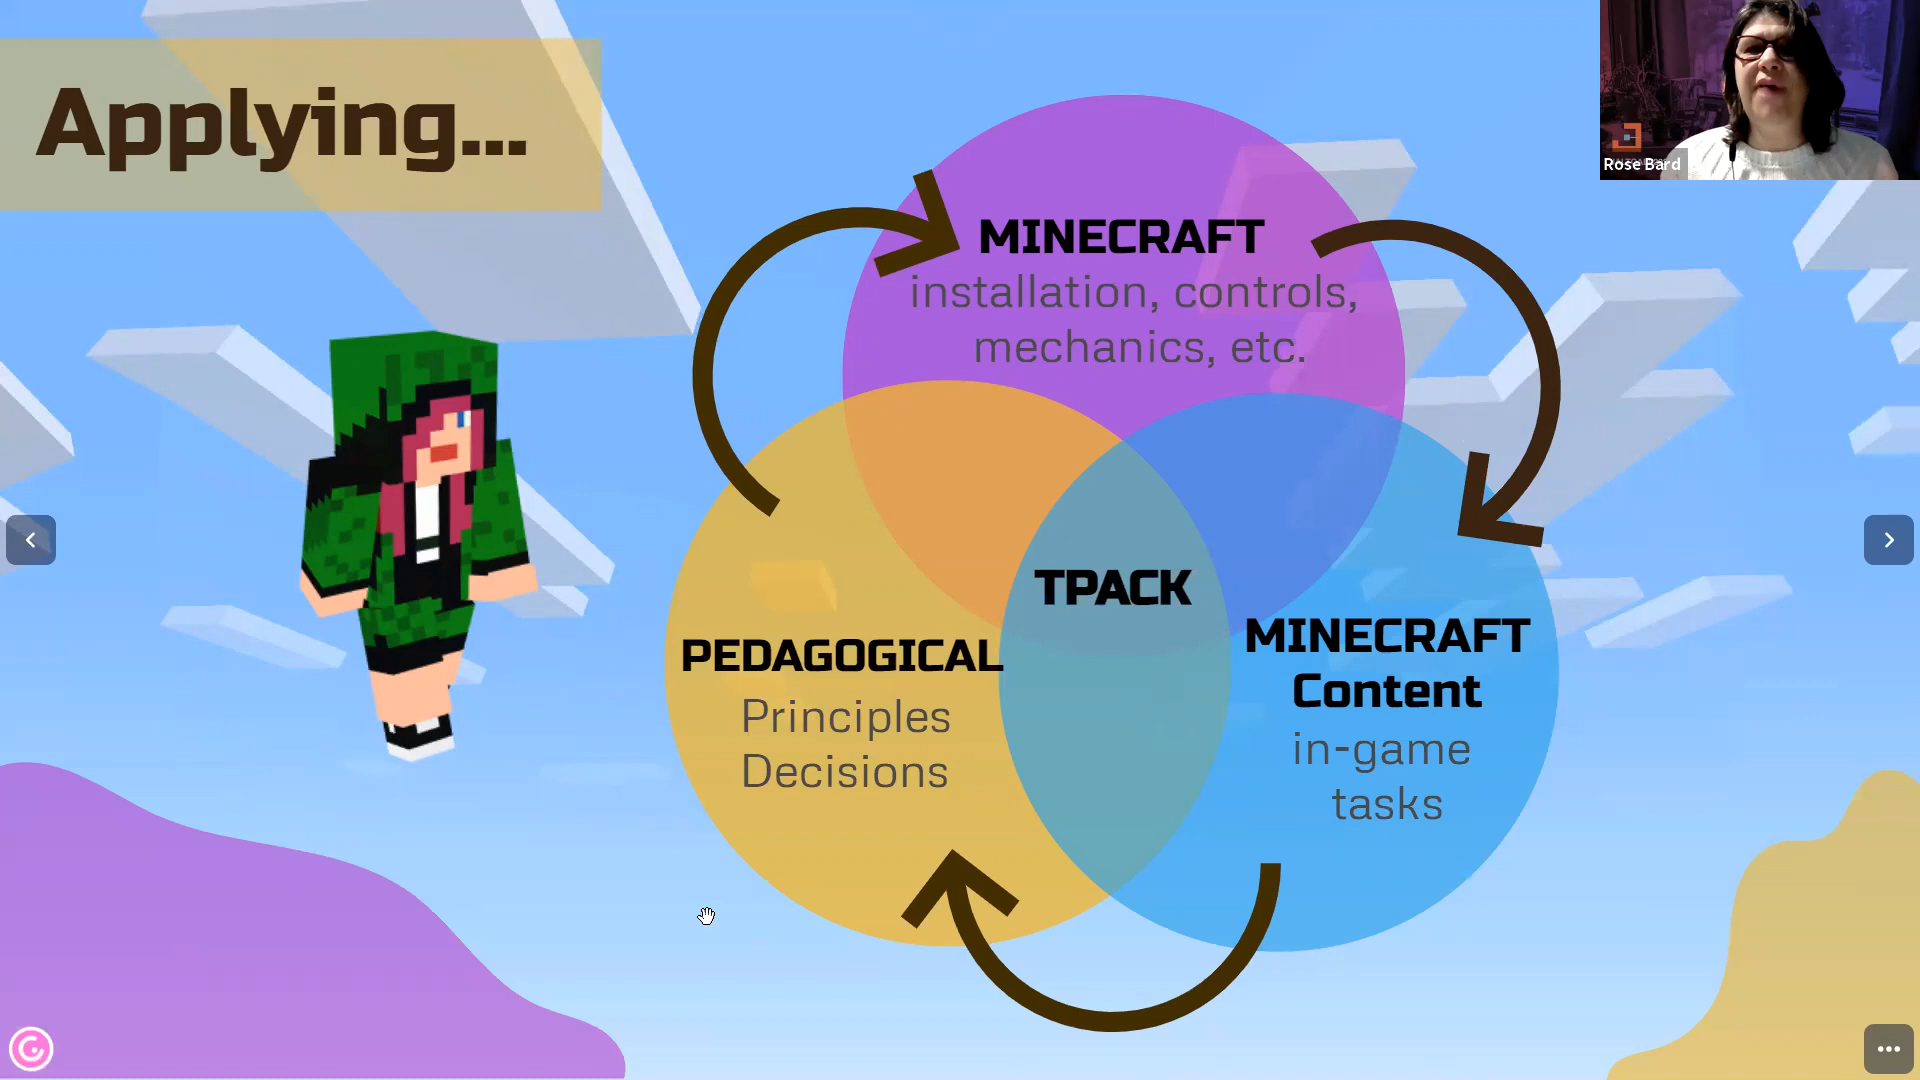 Applying...
Rose Bard
MINECRAFT
installation, controls,
mechanics, etc.
TPACK
PEDAGOGICAL
Principles
Decisions
MINECRAFT
Content
in-game
tasks